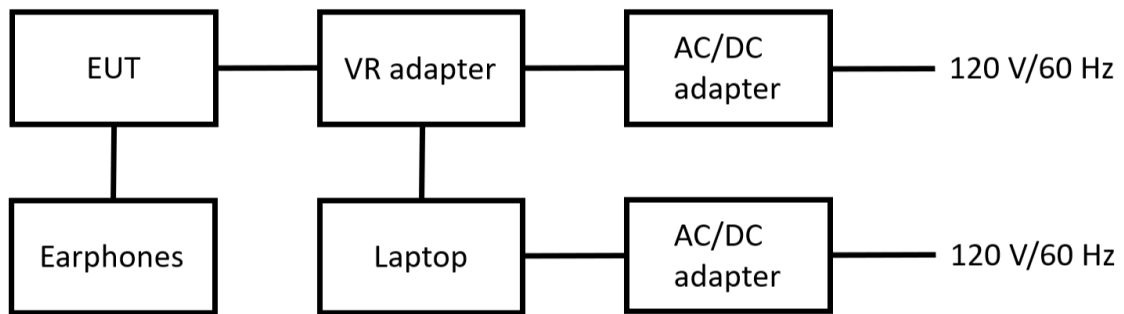 EUT
VR adapter
AC/DC
adapter
120 V/60 Hz
Earphones
Laptop
AC/DC
adapter
120 V/60 Hz